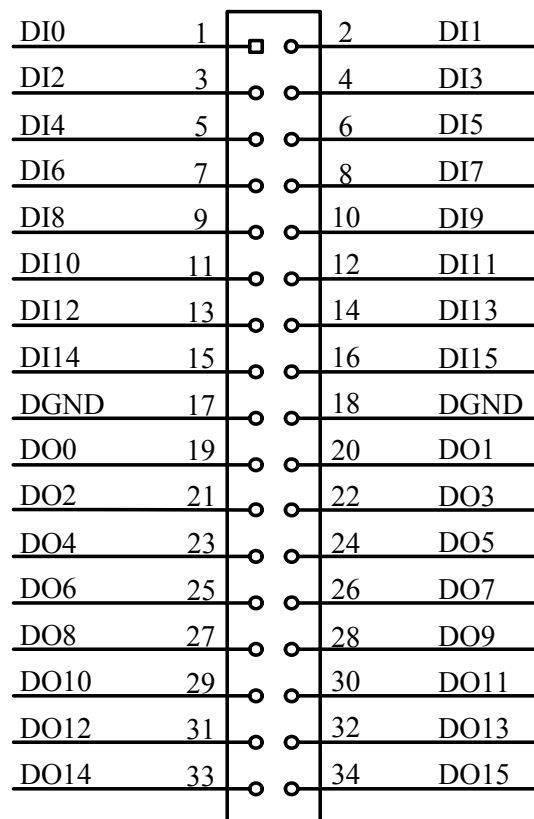 DI0 1 2 DI1
DI2 3 4 DI3
DI4 5 6 DI5
DI6 7 8 DI7
DI8 9 10 DI9
DI10 11 12 DI11
DI12 13 14 DI13
DI14 15 16 DI15
DGND 17 18 DGND
DO0 19 20 DO1
DO2 21 22 DO3
DO4 23 24 DO5
DO6 25 26 DO7
DO8 27 28 DO9
DO10 29 30 DO11
DO12 31 32 DO13
DO14 33 34 DO15